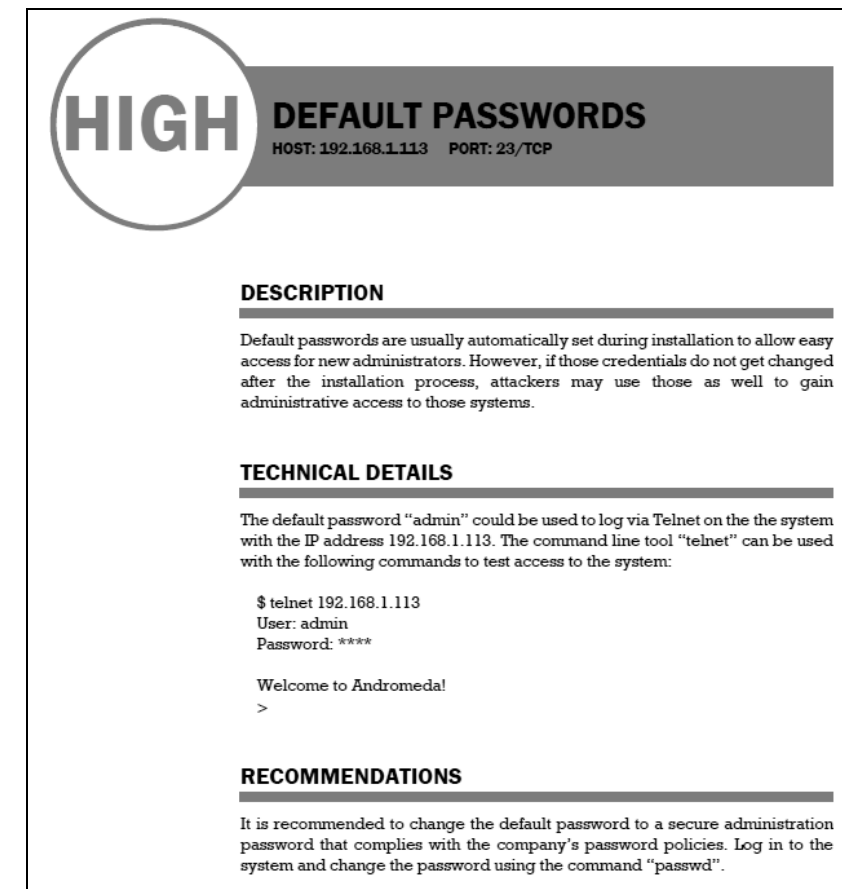 HIGH
DEFAULT PASSWORDS
HOST: 192.168.1.113 PORT: 23/TCP
DESCRIPTION
Default passwords are usually automatically set during installation to allow easy
access for new administrators. However, if those credentials do not get changed
after the installation process, attackers may use those as well to gain
administrative access to those systems.
TECHNICAL DETAILS
The default password “admin” could be used to log via Telnet on the the system
with the IP address 192.168.1.113. The command line tool “telnet” can be used
with the following commands to test access to the system:
$ telnet 192.168.1.113
User: admin
Password: ****
Welcome to Andromeda!
>
RECOMMENDATIONS
It is recommended to change the default password to a secure administration
password that complies with the company’s password policies. Log in to the
system and change the password using the command “passwd”.